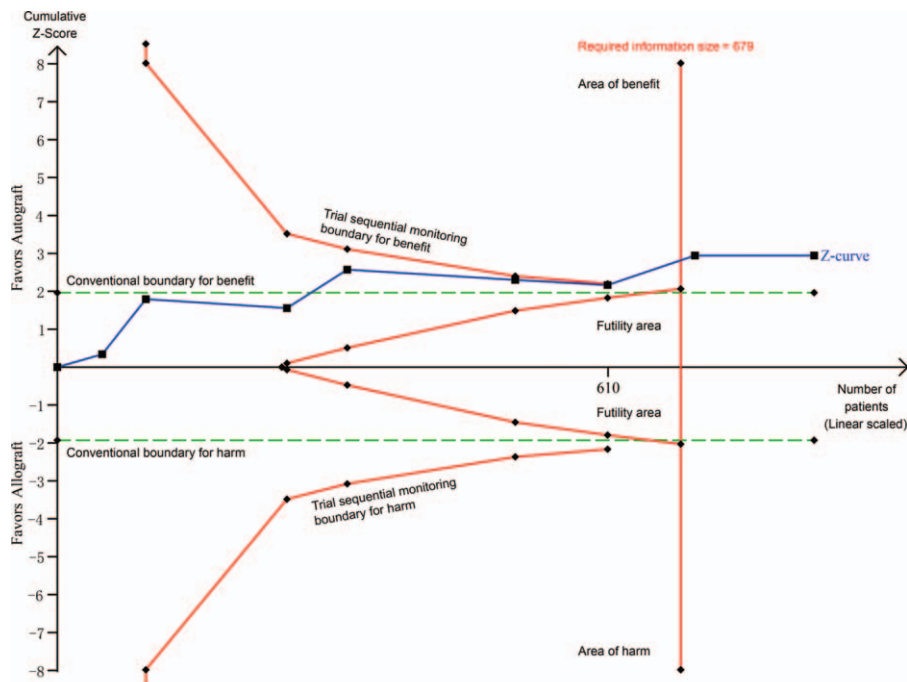 Cumulative
Z-Score
Required information size = 679
Area of benefit
8
7
6
5
4
3
2
1
-1
-2
-3
-4
-5
-6
-7
-8
Favors Autograft
Favors Allograft
Trial sequential monitoring
boundary for benefit
Z-curve
Conventional boundary for benefit
Futility area
610
Number of
patients
(Linear scaled)
Futility area
Conventional boundary for harm
Trial sequential monitoring
boundary for harm
Area of harm